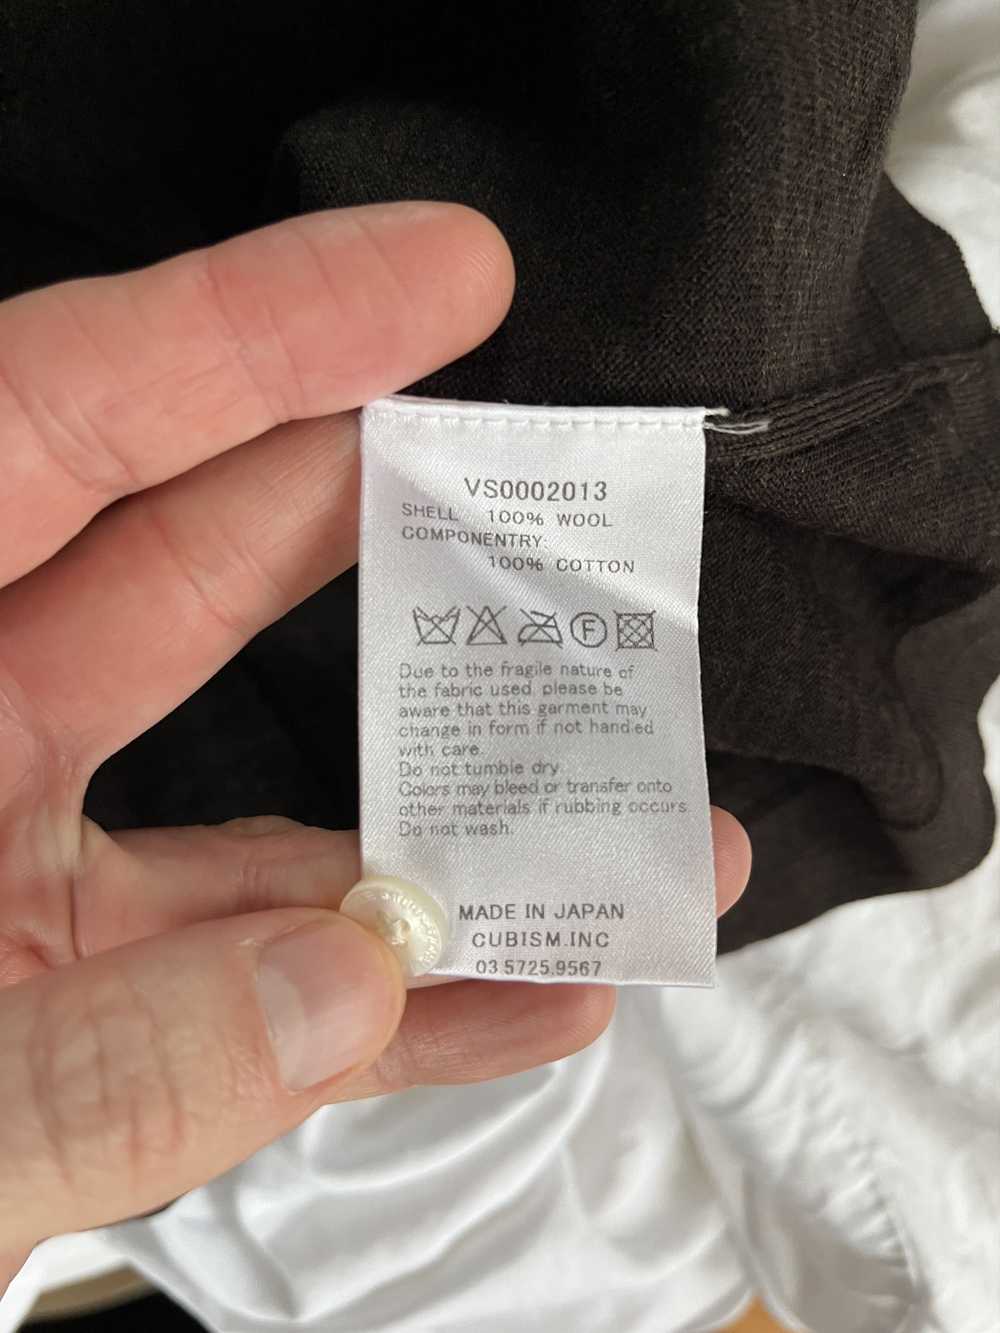 VS0002013
SHELL 100% WOOL
COMPONENTRY:
100% COTTON
F
Due to the fragile nature of
the fabric used please be
aware that this garment may
change in form if not handled
with care.
Do not tumble dry.
Colors may bleed or transfer onto
other materials if rubbing occurs.
Do not wash.
MADE IN JAPAN
CUBISM.INC
03.5725.9567